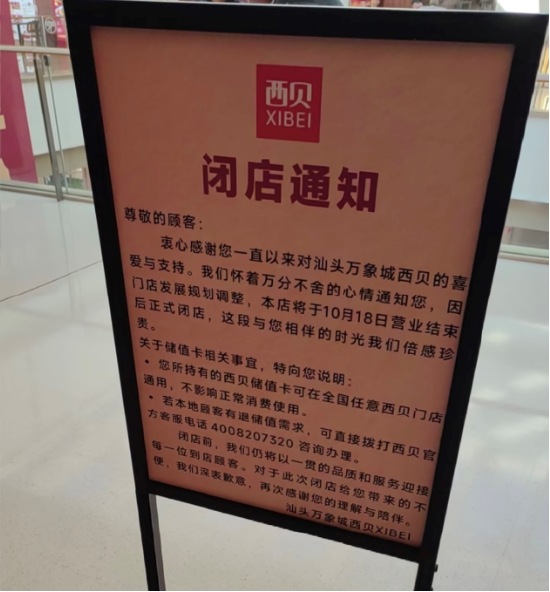 西贝
XIBEI
闭店通知
尊敬的顾客：
衷心感谢您一直以来对汕头万象城西贝的喜
爱与支持。我们怀着万分不舍的心情通知您，因
门店发展规划调整，本店将于10月18日营业结束
后正式闭店，这段与您相伴的时光我们倍感珍
贵。
关于储值卡相关事宜，特向您说明：
• 您所持有的西贝储值卡可在全国任意西贝门店
通用，不影响正常消费使用。
• 若本地顾客有退储值需求，可直接拨打西贝官
方客服电话4008207320 咨询办理。
闭店前，我们仍将以一贯的品质和服务迎接
每一位到店顾客。对于此次闭店给您带来的不
便，我们深表歉意，再次感谢您的理解与陪伴。
汕头万象城西贝XIBEI